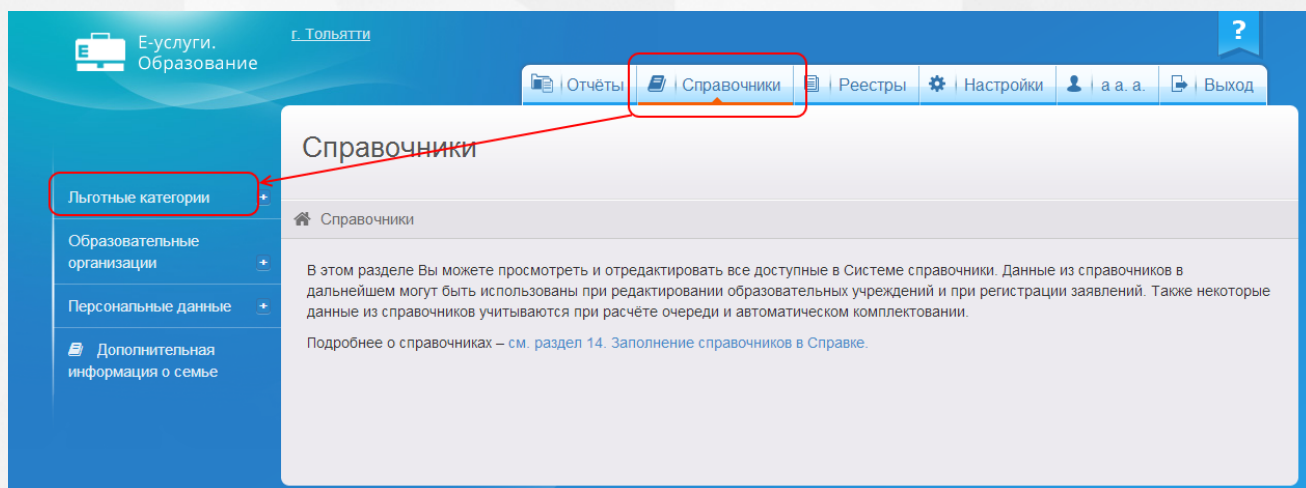 Е-услуги.
Образование
г. Тольятти
?
Отчёты
Справочники
Реестры
Настройки
а а. а.
Выход
Справочники
Льготные категории
Образовательные
организации
Персональные данные
Дополнительная
информация о семье
Справочники
В этом разделе Вы можете просмотреть и отредактировать все доступные в Системе справочники. Данные из справочников в
дальнейшем могут быть использованы при редактировании образовательных учреждений и при регистрации заявлений. Также некоторые
данные из справочников учитываются при расчёте очереди и автоматическом комплектовании.
Подробнее о справочниках – см. раздел 14. Заполнение справочников в Справке.